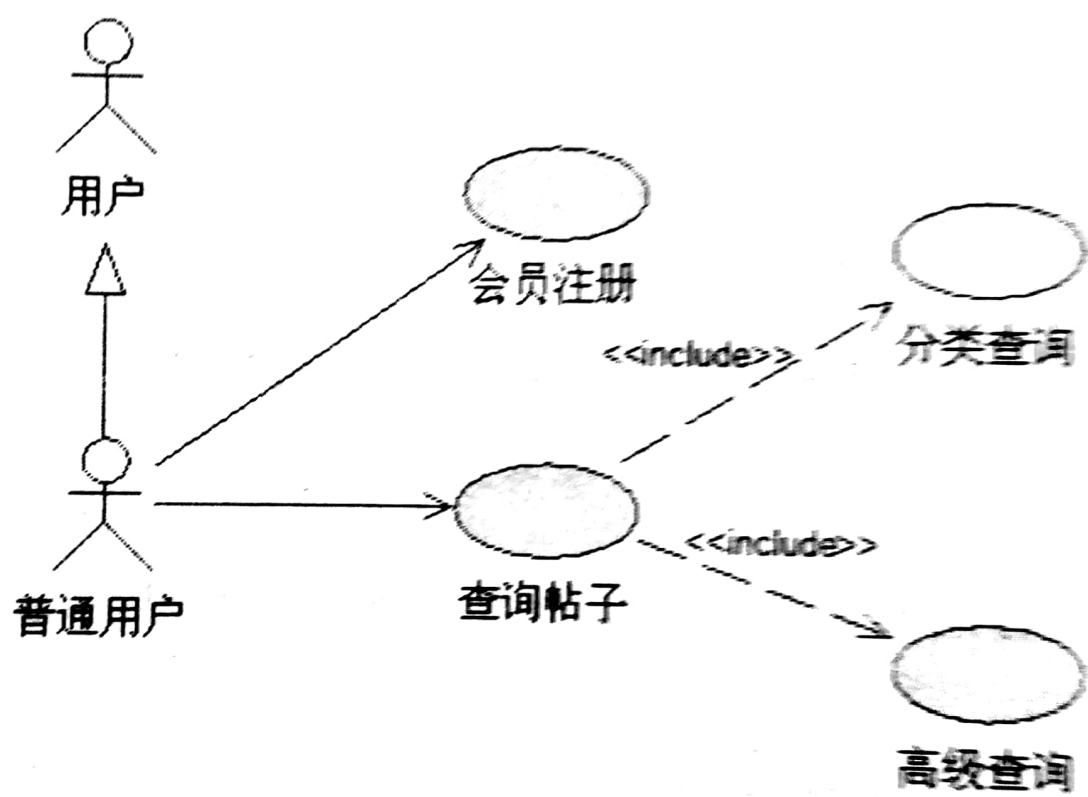 用户
会员注册
<<include>>
分类查询
<<include>>
查询帖子
普通用户
高级查询